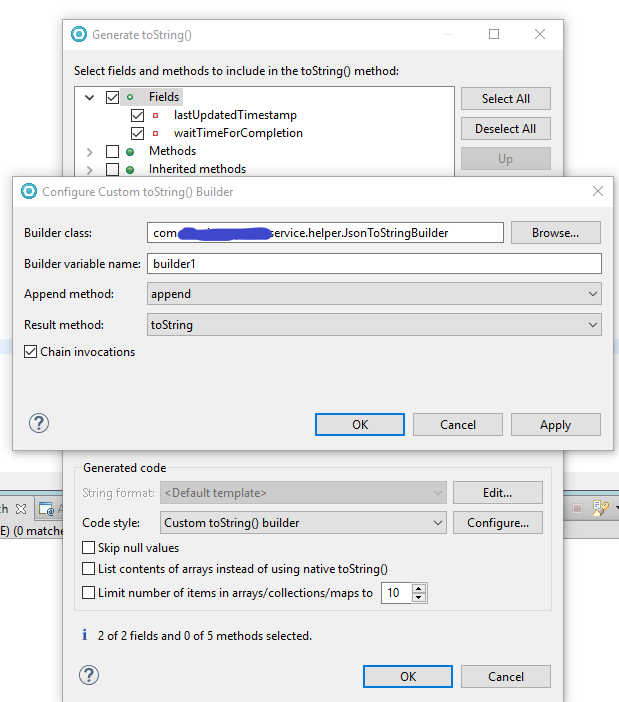 Generate toString()
Select fields and methods to include in the toString() method:
Fields
Select All
lastUpdatedTimestamp
waitTimeForCompletion
Deselect All
Methods
Up
Inherited methods
Configure Custom toString() Builder
Builder class:
com service.helper.JsonToStringBuilder
Browse...
Builder variable name:
builder1
Append method:
append
Result method:
toString
Chain invocations
?
OK
Cancel
Apply
Generated code
String format:
<Default template>
Edit...
Code style:
Custom toString() builder
Configure...
Skip null values
List contents of arrays instead of using native toString()
Limit number of items in arrays/collections/maps to
10
i
2 of 2 fields and 0 of 5 methods selected.
?
OK
Cancel
E) (0 matche